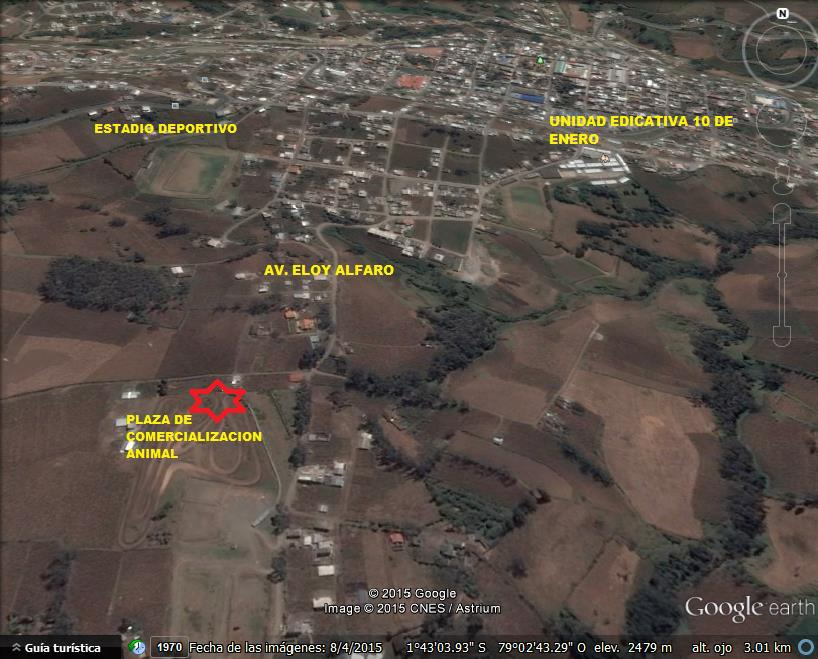 N
ESTADIO DEPORTIVO
UNIDAD EDICATIVA 10 DE
ENERO
AV. ELOY ALFARO
PLAZA DE
COMERCIALIZACION
ANIMAL
© 2015 Google
Image © 2015 CNES / Astrium
Google earth
Guía turística 1970 Fecha de las imágenes: 8/4/2015 1°43'03.93" S 79°02'43.29" O elev. 2479 m alt. ojo 3.01 km